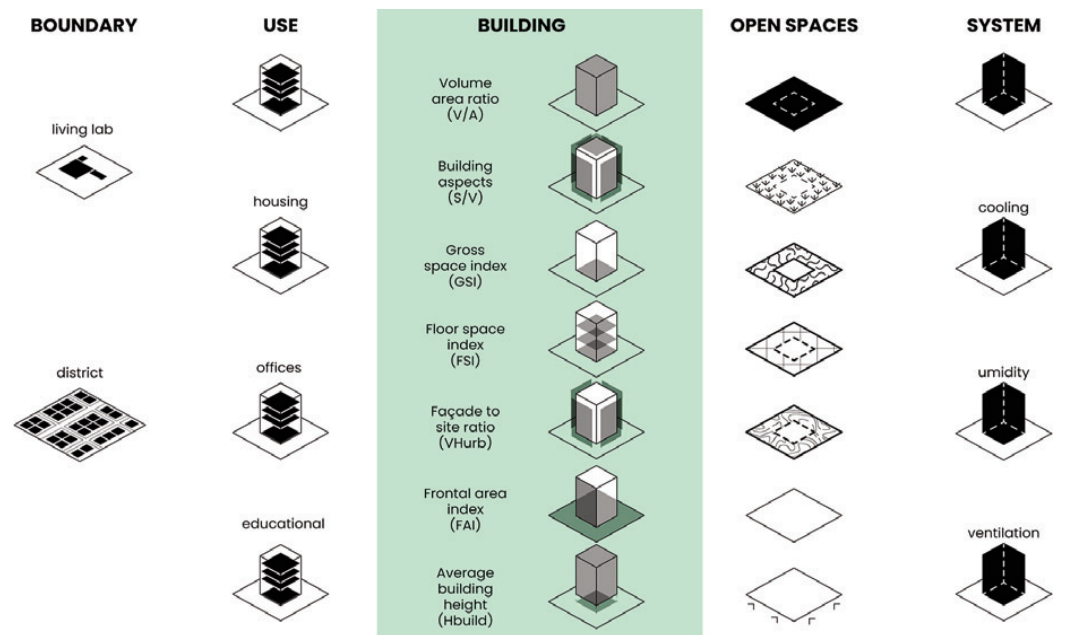 BOUNDARY
USE
BUILDING
OPEN SPACES
SYSTEM
living lab
district
housing
offices
educational
Volume
area ratio
(V/A)
Building
aspects
(S/V)
Gross
space index
(GSI)
Floor space
index
(FSI)
Façade to
site ratio
(VHurb)
Frontal area
index
(FAI)
Average
building
height
(Hbuild)
cooling
umidity
ventilation